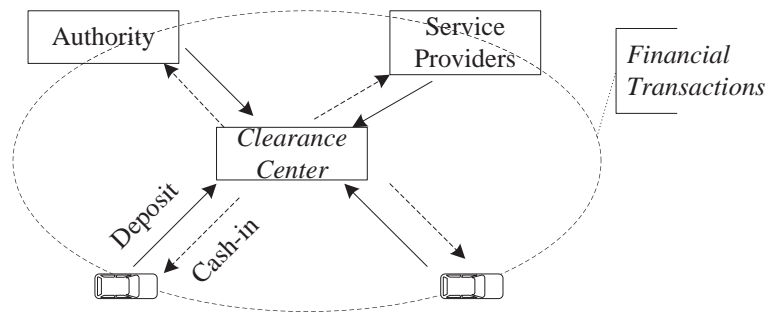 Authority
Service
Providers
Financial
Transactions
Clearance
Center
Deposit
Cash-in